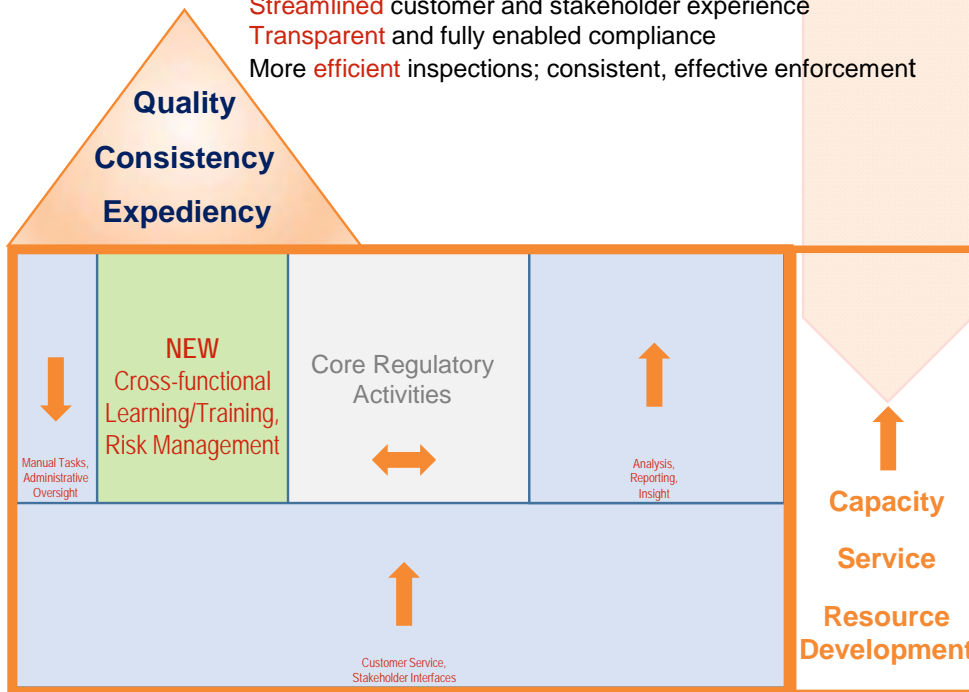 Streamlined customer and stakeholder experience
Transparent and fully enabled compliance
More efficient inspections; consistent, effective enforcement
Quality
Consistency
Expediency
NEW
Cross-functional
Learning/Training,
Risk Management
Core Regulatory
Activities
Manual Tasks,
Administrative
Oversight
Analysis,
Reporting,
Insight
Customer Service,
Stakeholder Interfaces
Capacity
Service
Resource
Development